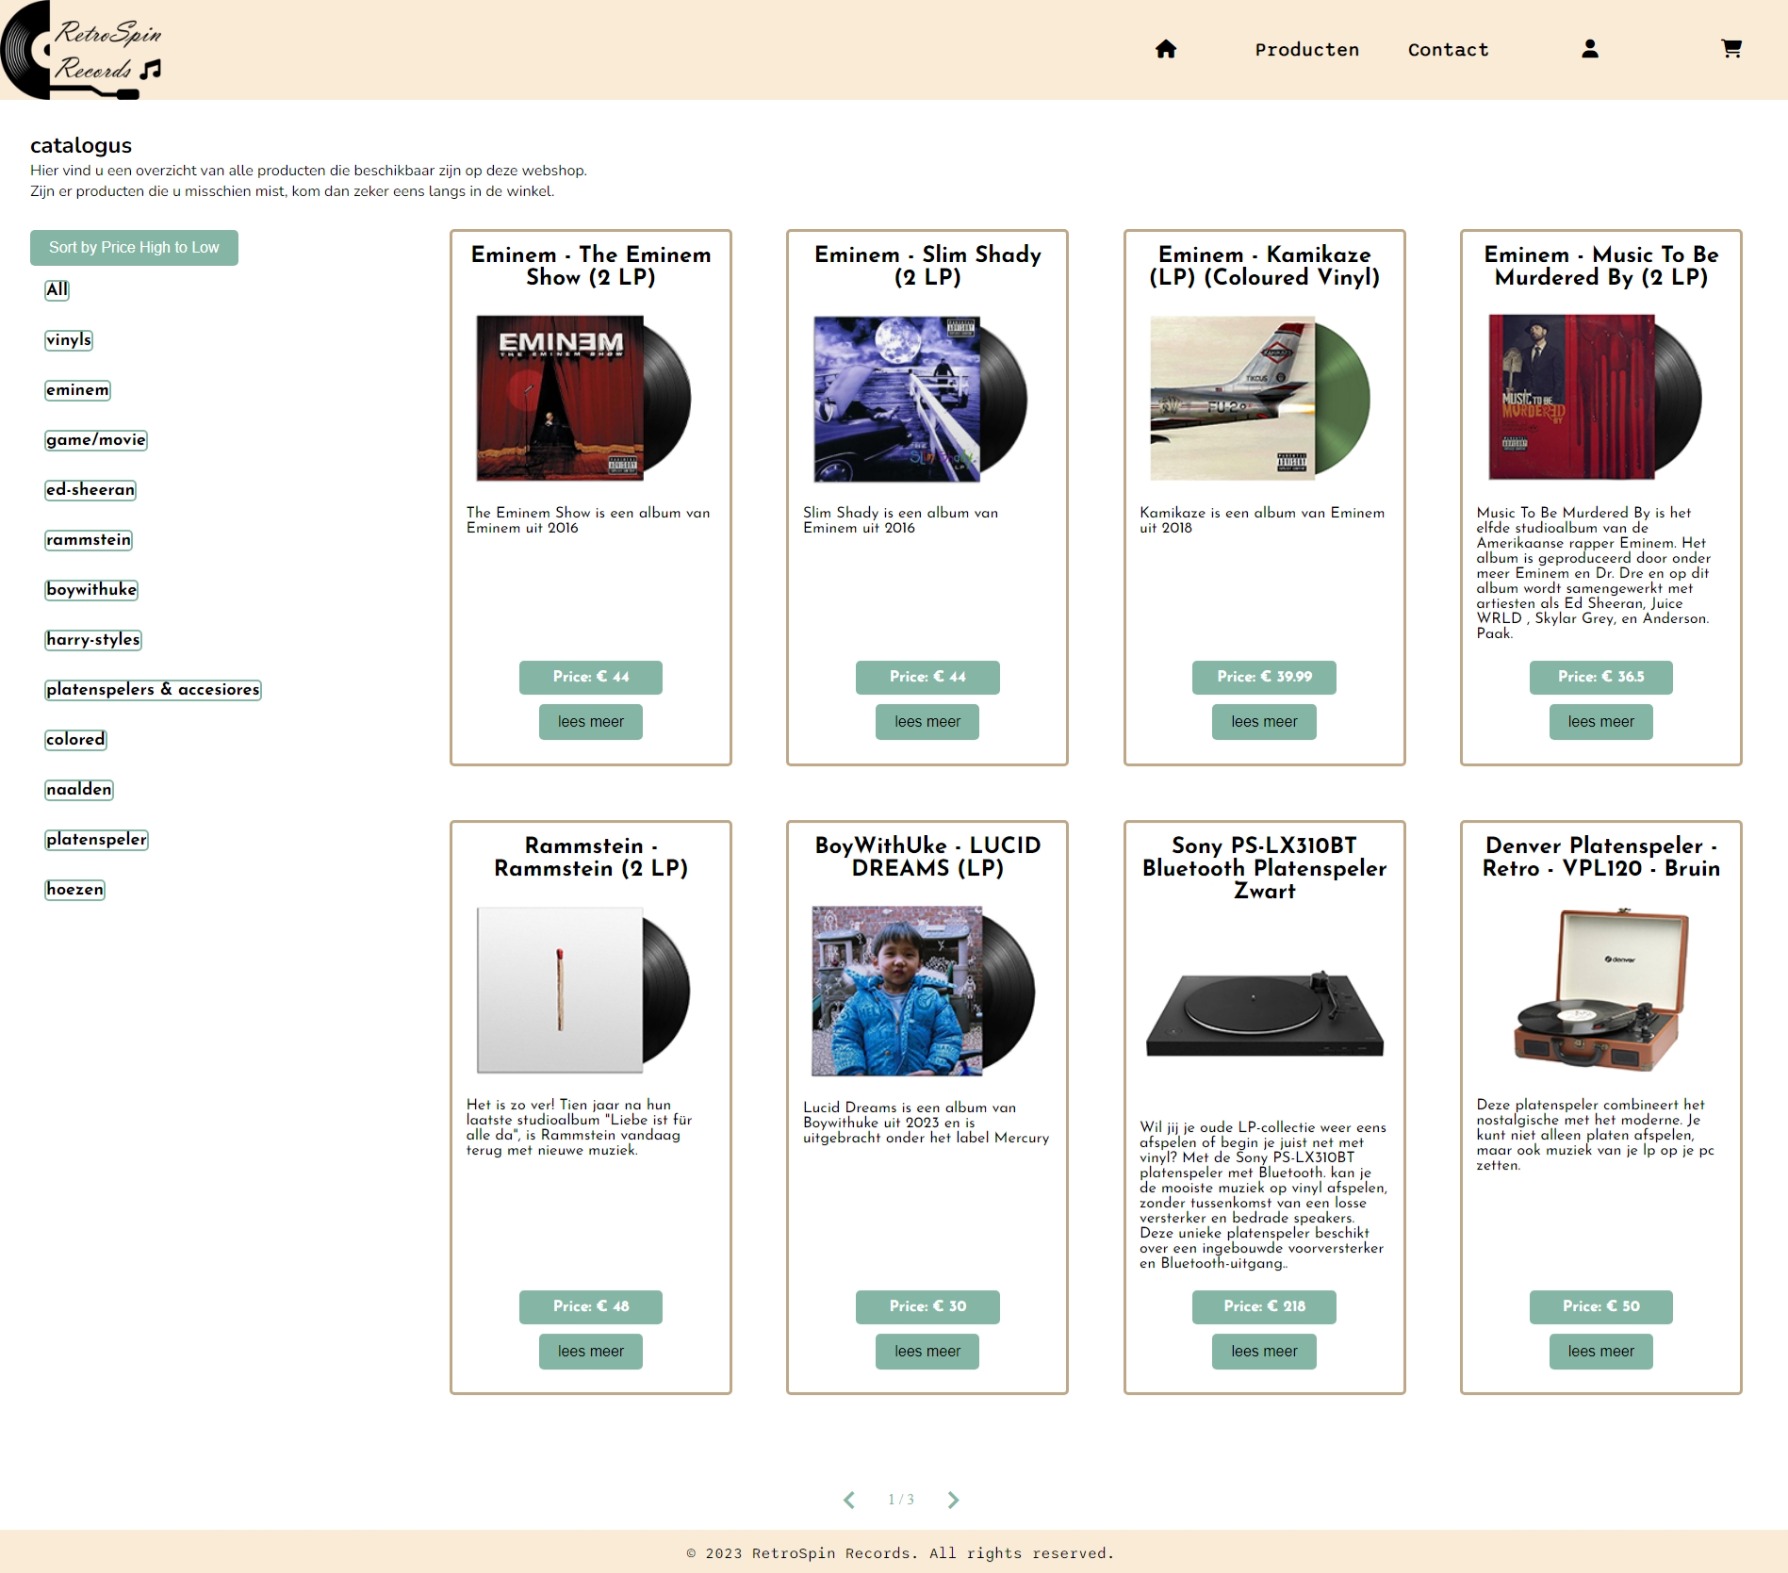 RetroSpin
Records
Producten
Contact
catalogus
Hier vind u een overzicht van alle producten die beschikbaar zijn op deze webshop.
Zijn er producten die u misschien mist, kom dan zeker eens langs in de winkel.
Sort by Price High to Low
All
vinyls
eminem
game/movie
ed-sheeran
rammstein
boywithuke
harry-styles
platenspelers & accesiores
colored
naalden
platenspeler
hoezen
Eminem - The Eminem
Show (2 LP)
EMINEM
THE EMINEM SHOW
The Eminem Show is een album van
Eminem uit 2016
Price: € 44
lees meer
Eminem - Slim Shady
(2 LP)
Slim Shady is een album van
Eminem uit 2016
Price: € 44
lees meer
Eminem - Kamikaze
(LP) (Coloured Vinyl)
Kamikaze
TIKCUS
FU-2
Kamikaze is een album van Eminem
uit 2018
Price: € 39.99
lees meer
Eminem - Music To Be
Murdered By (2 LP)
MUSIC TO BE
MURDERED
BY
Music To Be Murdered By is het
elfde studioalbum van de
Amerikaanse rapper Eminem. Het
album is geproduceerd door onder
meer Eminem en Dr. Dre en op dit
album wordt samengewerkt met
artiesten als Ed Sheeran, Juice
WRLD , Skylar Grey, en Anderson.
Paak.
Price: € 36.5
lees meer
Rammstein -
Rammstein (2 LP)
Het is zo ver! Tien jaar na hun
laatste studioalbum "Liebe ist für
alle da", is Rammstein vandaag
terug met nieuwe muziek.
Price: € 48
lees meer
BoyWithUke - LUCID
DREAMS (LP)
Lucid Dreams is een album van
Boywithuke uit 2023 en is
uitgebracht onder het label Mercury
Price: € 30
lees meer
Sony PS-LX310BT
Bluetooth Platenspeler
Zwart
Wil jij je oude LP-collectie weer eens
afspelen of begin je juist net met
vinyl? Met de Sony PS-LX310BT
platenspeler met Bluetooth. kan je
de mooiste muziek op vinyl afspelen,
zonder tussenkomst van een losse
versterker en bedrade speakers.
Deze unieke platenspeler beschikt
over een ingebouwde voorversterker
en Bluetooth-uitgang..
Price: € 218
lees meer
Denver Platenspeler -
Retro - VPL120 - Bruin
denver
Deze platenspeler combineert het
nostalgische met het moderne. Je
kunt niet alleen platen afspelen,
maar ook muziek van je lp op je pc
zetten.
Price: € 50
lees meer
1 / 3
© 2023 RetroSpin Records. All rights reserved.